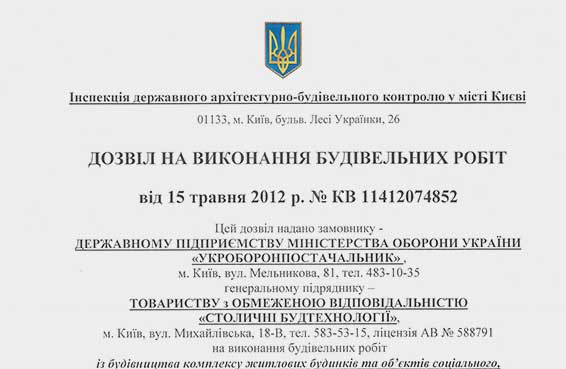 Інспекція державного архітектурно-будівельного контролю у місті Києві
01133, м. Київ, бульв. Лесі Українки, 26
ДОЗВІЛ НА ВИКОНАННЯ БУДІВЕЛЬНИХ РОБІТ
від 15 травня 2012 р. № КВ 11412074852
Цей дозвіл надано замовнику -
ДЕРЖАВНОМУ ПІДПРИЄМСТВУ МІНІСТЕРСТВА ОБОРОНИ УКРАЇНИ
«УКРОБОРОНПОСТАЧАЛЬНИК» ,
м. Київ, вул. Мельникова, 81, тел. 483-10-35
генеральному підряднику –
ТОВАРИСТВУ з ОБМЕЖЕНОЮ ВІДПОВІДАЛЬНІСТЮ
«СТОЛИЧНІ БУДТЕХНОЛОГІЇ»,
м. Київ, вул. Михайлівська, 18-В, тел. 583-53-15, ліцензія АВ № 588791
на виконання будівельних робіт
із будівництва комплексу житлових будинків та об’єктів соціального,